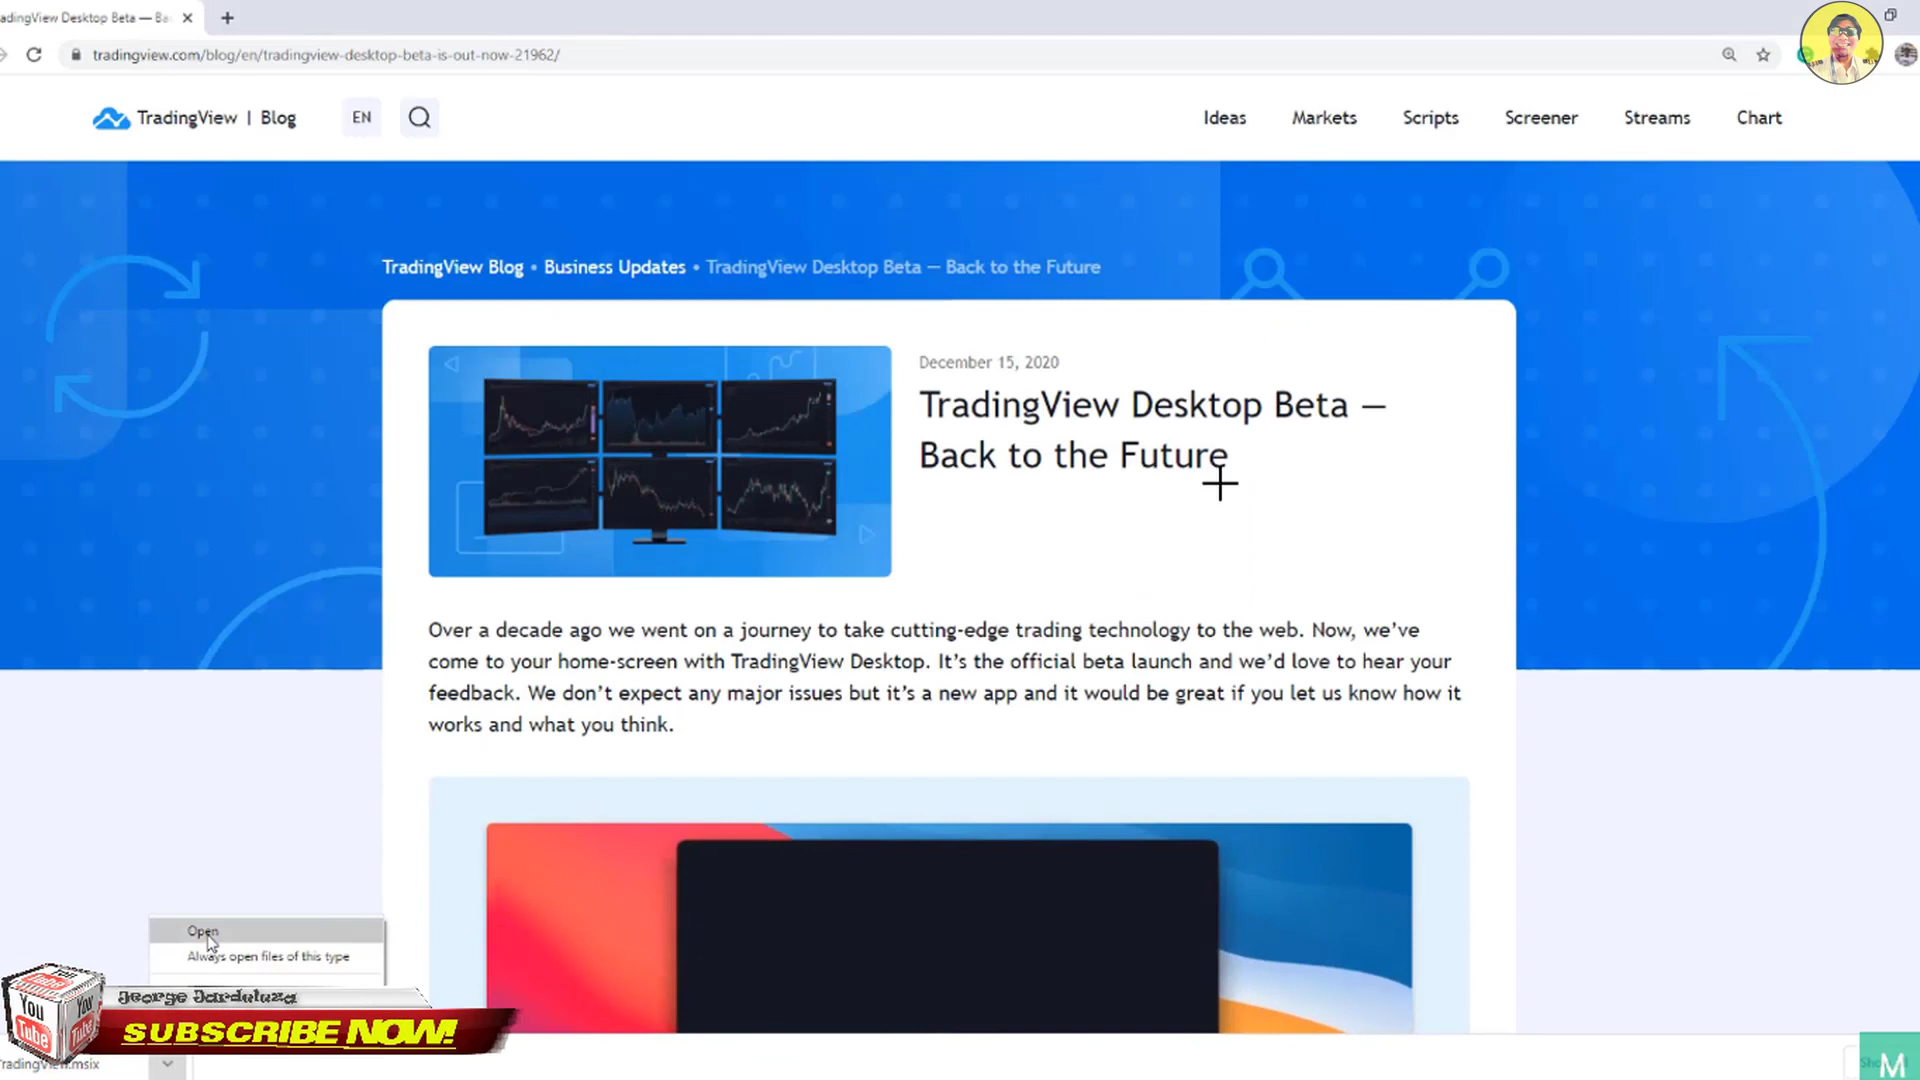 adingView Desktop Beta — Ba
tradingview.com/blog/en/tradingview-desktop-beta-is-out-now-21962/
TradingView | Blog EN Ideas Markets Scripts Screener Streams Chart
TradingView Blog • Business Updates • TradingView Desktop Beta — Back to the Future
December 15, 2020
TradingView Desktop Beta —
Back to the Future
Over a decade ago we went on a journey to take cutting-edge trading technology to the web. Now, we've
come to your home-screen with TradingView Desktop. It's the official beta launch and we'd love to hear your
feedback. We don't expect any major issues but it's a new app and it would be great if you let us know how it
works and what you think.
Open
Always open files of this type
Jeorge Jardeluza
SUBSCRIBE NOW!
You Tube
You Tube
TradingView.msix
M